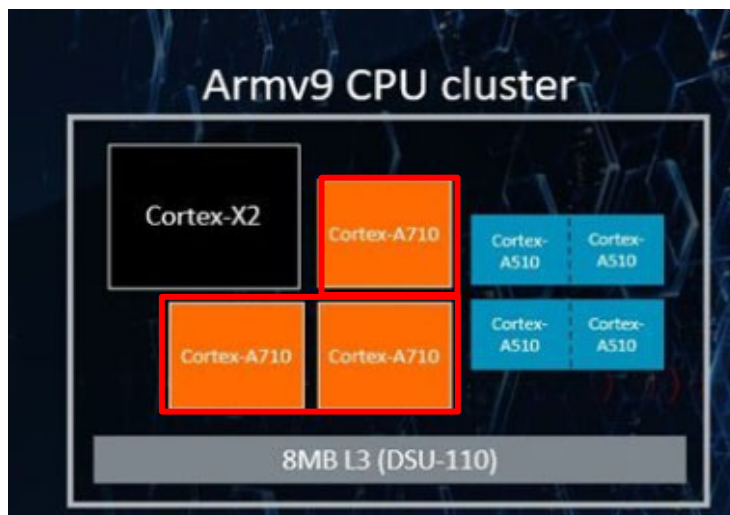 Armv9 CPU cluster
Cortex-X2
Cortex-A710
Cortex-
A510
Cortex-
A510
Cortex-A710
Cortex-A710
Cortex-
A510
Cortex-
A510
8MB L3 (DSU-110)